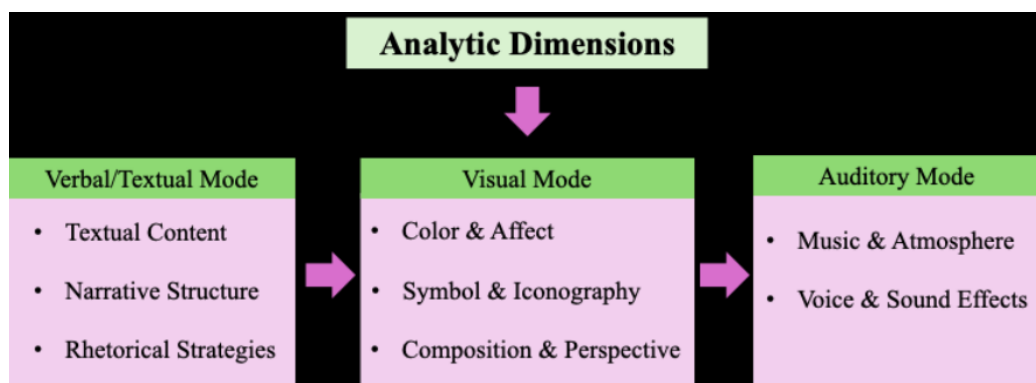 Analytic Dimensions
Verbal/Textual Mode
• Textual Content
• Narrative Structure
• Rhetorical Strategies
Visual Mode
• Color & Affect
• Symbol & Iconography
• Composition & Perspective
Auditory Mode
• Music & Atmosphere
• Voice & Sound Effects